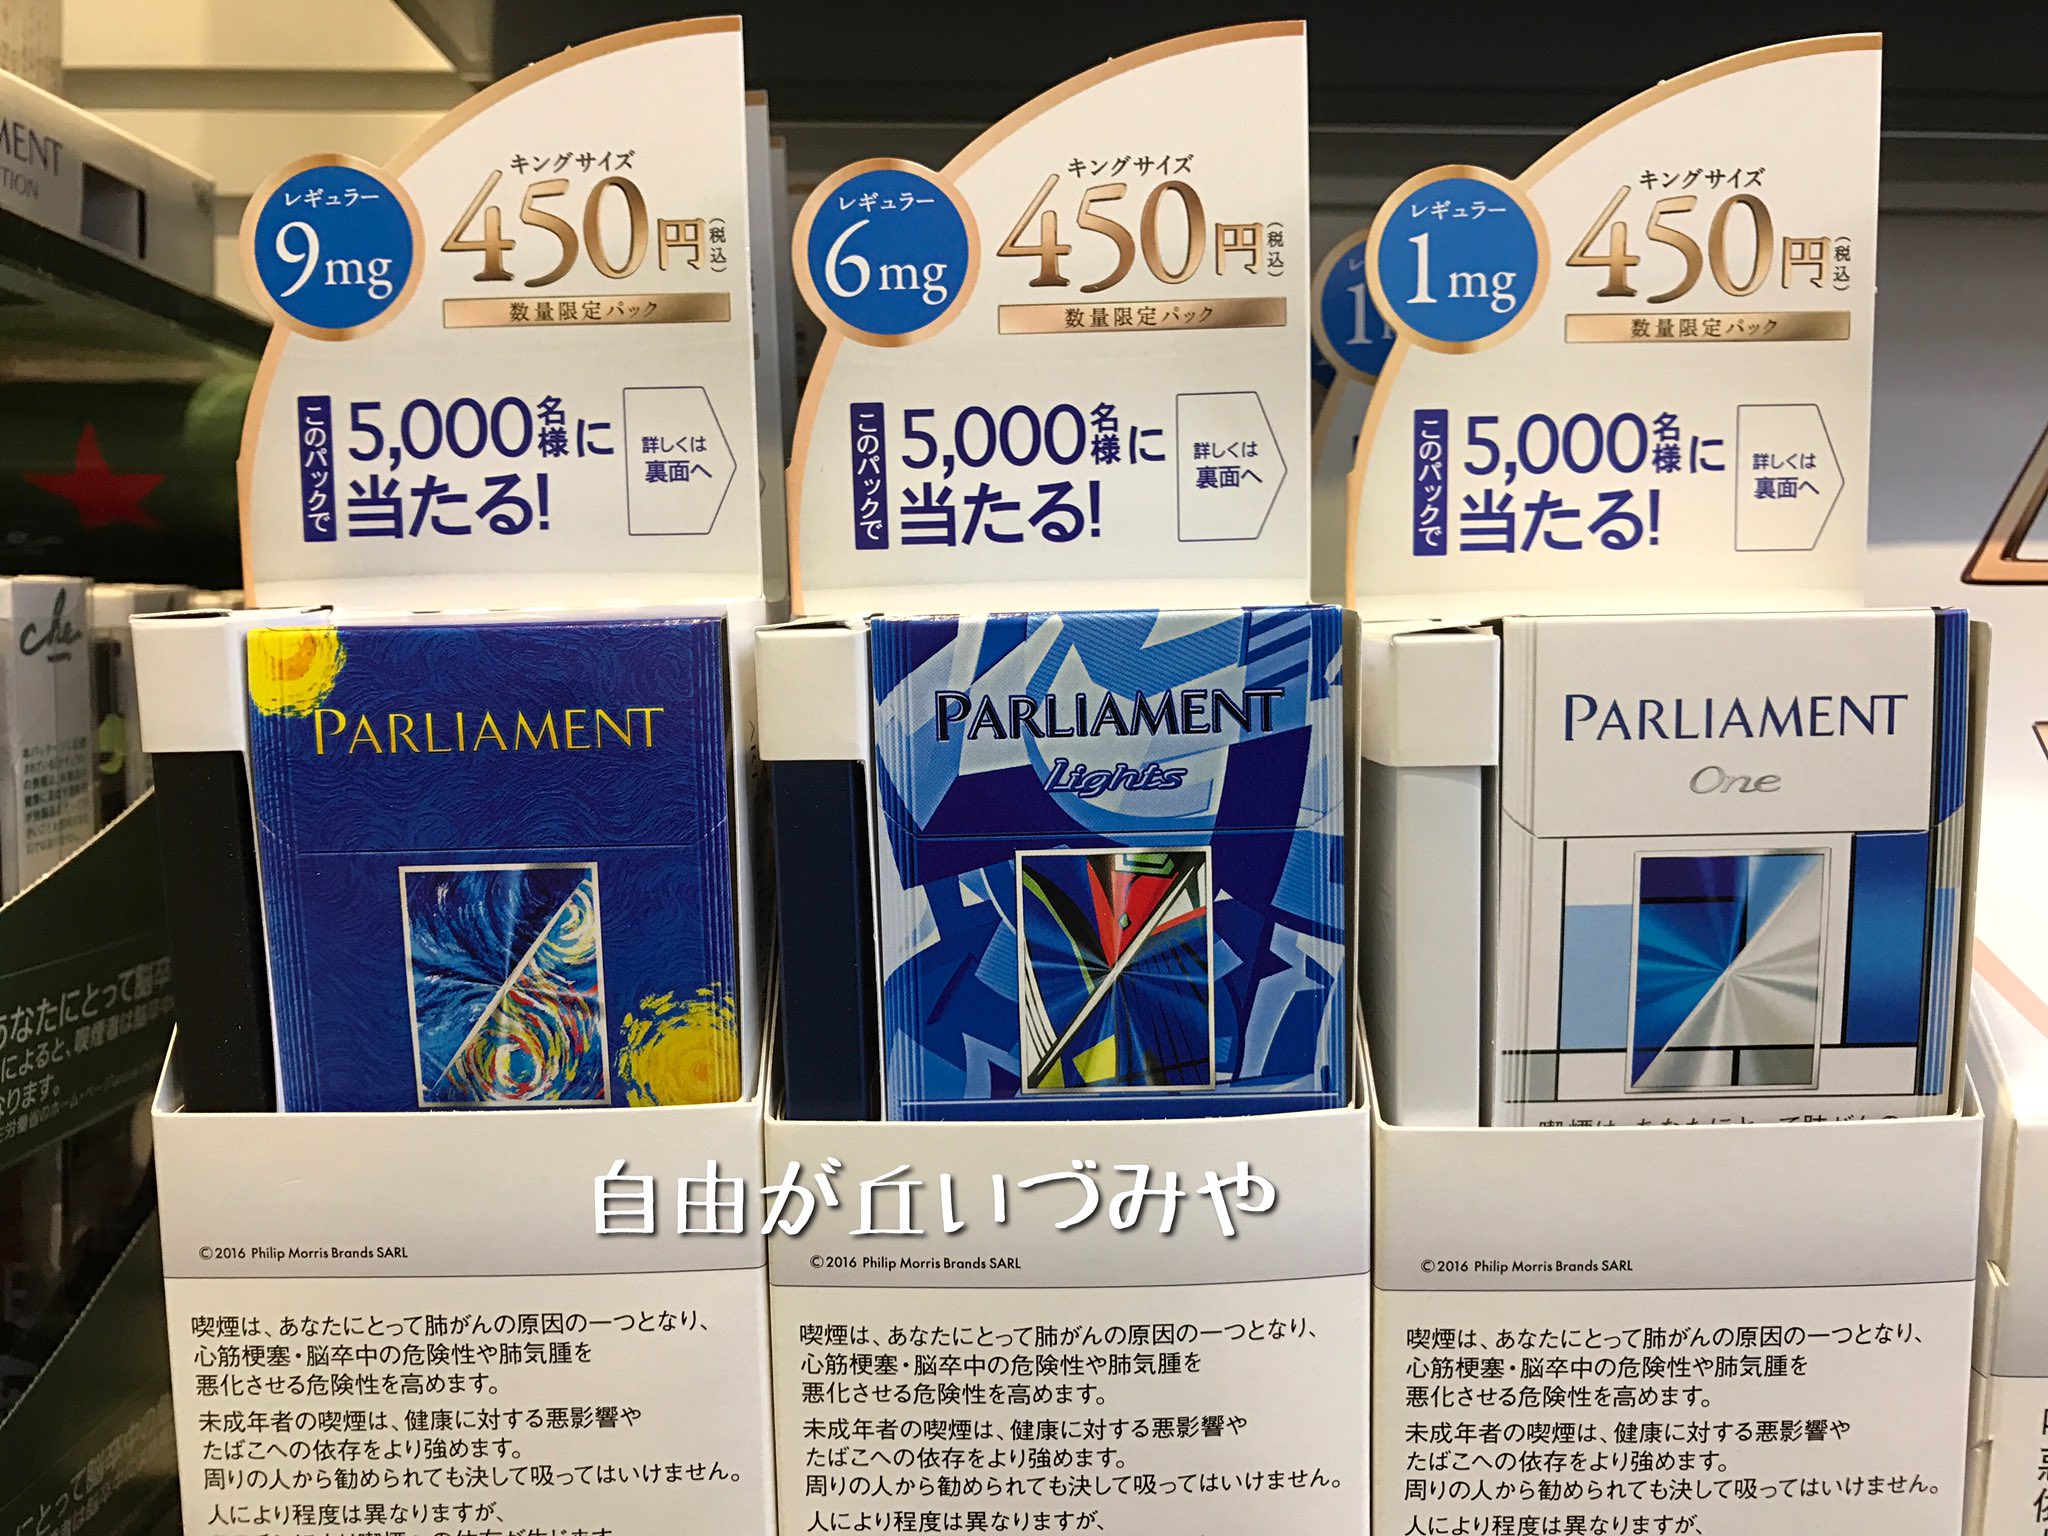 MENT
TION
レギュラー
9mg
キングサイズ
450円(税込)
数量限定パック
このパックで
5,000名様に
当たる!
詳しくは
裏面へ
レギュラー
6mg
キングサイズ
450円(税込)
数量限定パック
このパックで
5,000名様に
当たる!
詳しくは
裏面へ
レギュラー
1mg
キングサイズ
450円(税込)
数量限定パック
このパックで
5,000名様に
当たる!
詳しくは
裏面へ
che
PARLIAMENT
PARLIAMENT
Lights
PARLIAMENT
One
あなたにとって脳卒
によると、喫煙者は脳卒
なります。
自由が丘いづみや
©2016 Philip Morris Brands SARL
喫煙は、あなたにとって肺がんの原因の一つとなり、
心筋梗塞・脳卒中の危険性や肺気腫を
悪化させる危険性を高めます。
未成年者の喫煙は、健康に対する悪影響や
たばこへの依存をより強めます。
周りの人から勧められても決して吸ってはいけません。
人により程度は異なりますが、
©2016 Philip Morris Brands SARL
喫煙は、あなたにとって肺がんの原因の一つとなり、
心筋梗塞・脳卒中の危険性や肺気腫を
悪化させる危険性を高めます。
未成年者の喫煙は、健康に対する悪影響や
たばこへの依存をより強めます。
周りの人から勧められても決して吸ってはいけません。
人により程度は異なりますが、
©2016 Philip Morris Brands SARL
喫煙は、あなたにとって肺がんの原因の一つとなり、
心筋梗塞・脳卒中の危険性や肺気腫を
悪化させる危険性を高めます。
未成年者の喫煙は、健康に対する悪影響や
たばこへの依存をより強めます。
周りの人から勧められても決して吸ってはいけません。
人により程度は異なりますが、